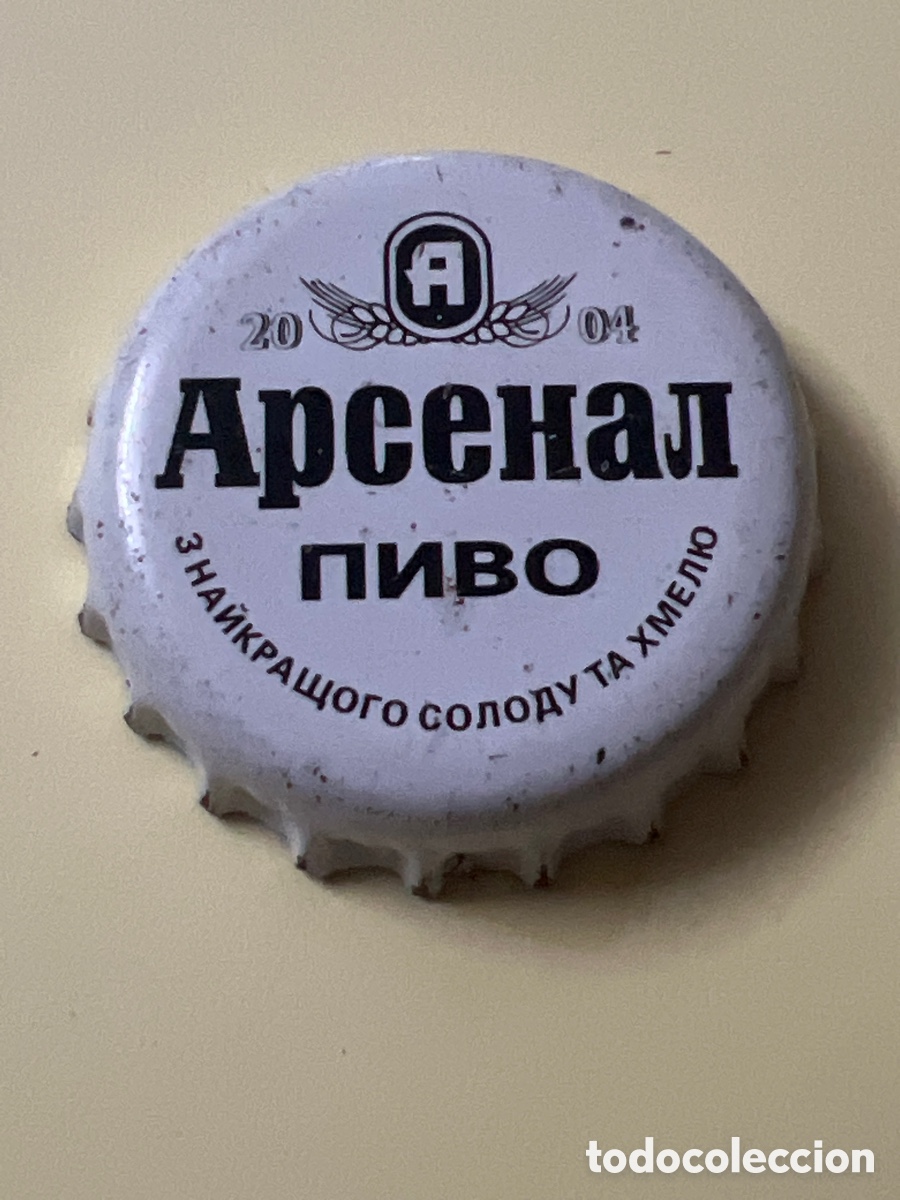 А
20 04
Арсенал
ПИВО
З НАЙКРАЩОГО СОЛОДУ ТА ХМЕЛЮ
todocoleccion